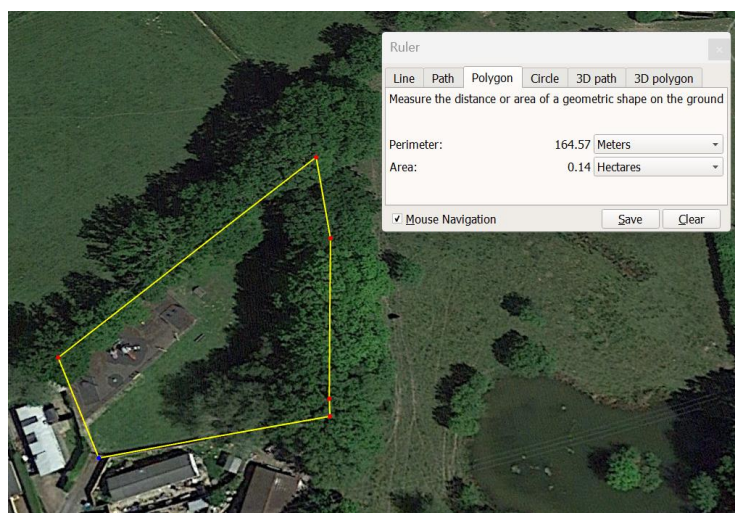 Ruler
Line Path Polygon Circle 3D path 3D polygon
Measure the distance or area of a geometric shape on the ground
Perimeter: 164.57 Meters
Area: 0.14 Hectares
Mouse Navigation Save Clear